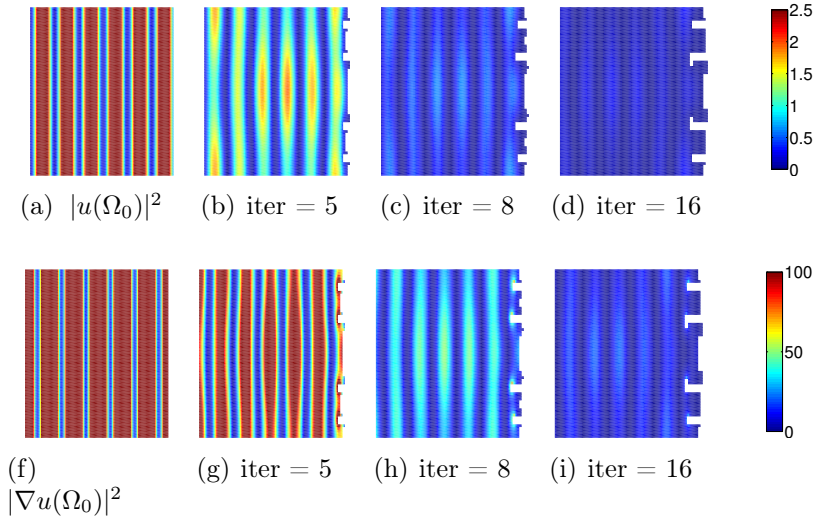 2.5
2
1.5
1
0.5
0
(a) |u(Ω₀)|²
(b) iter = 5
(c) iter = 8
(d) iter = 16
100
50
0
(f)
|∇u(Ω₀)|²
(g) iter = 5
(h) iter = 8
(i) iter = 16